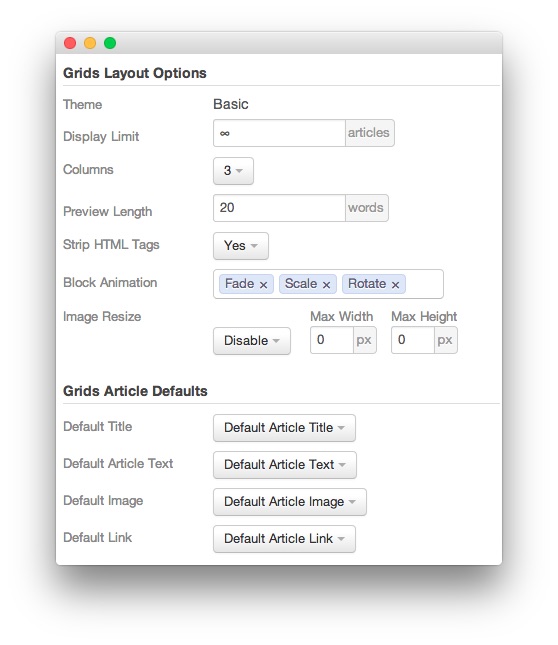 Grids Layout Options
Theme Basic
Display Limit ∞ articles
Columns 3
Preview Length 20 words
Strip HTML Tags Yes
Block Animation Fade × Scale × Rotate ×
Image Resize Max Width Max Height
Disable 0 px 0 px
Grids Article Defaults
Default Title Default Article Title
Default Article Text Default Article Text
Default Image Default Article Image
Default Link Default Article Link